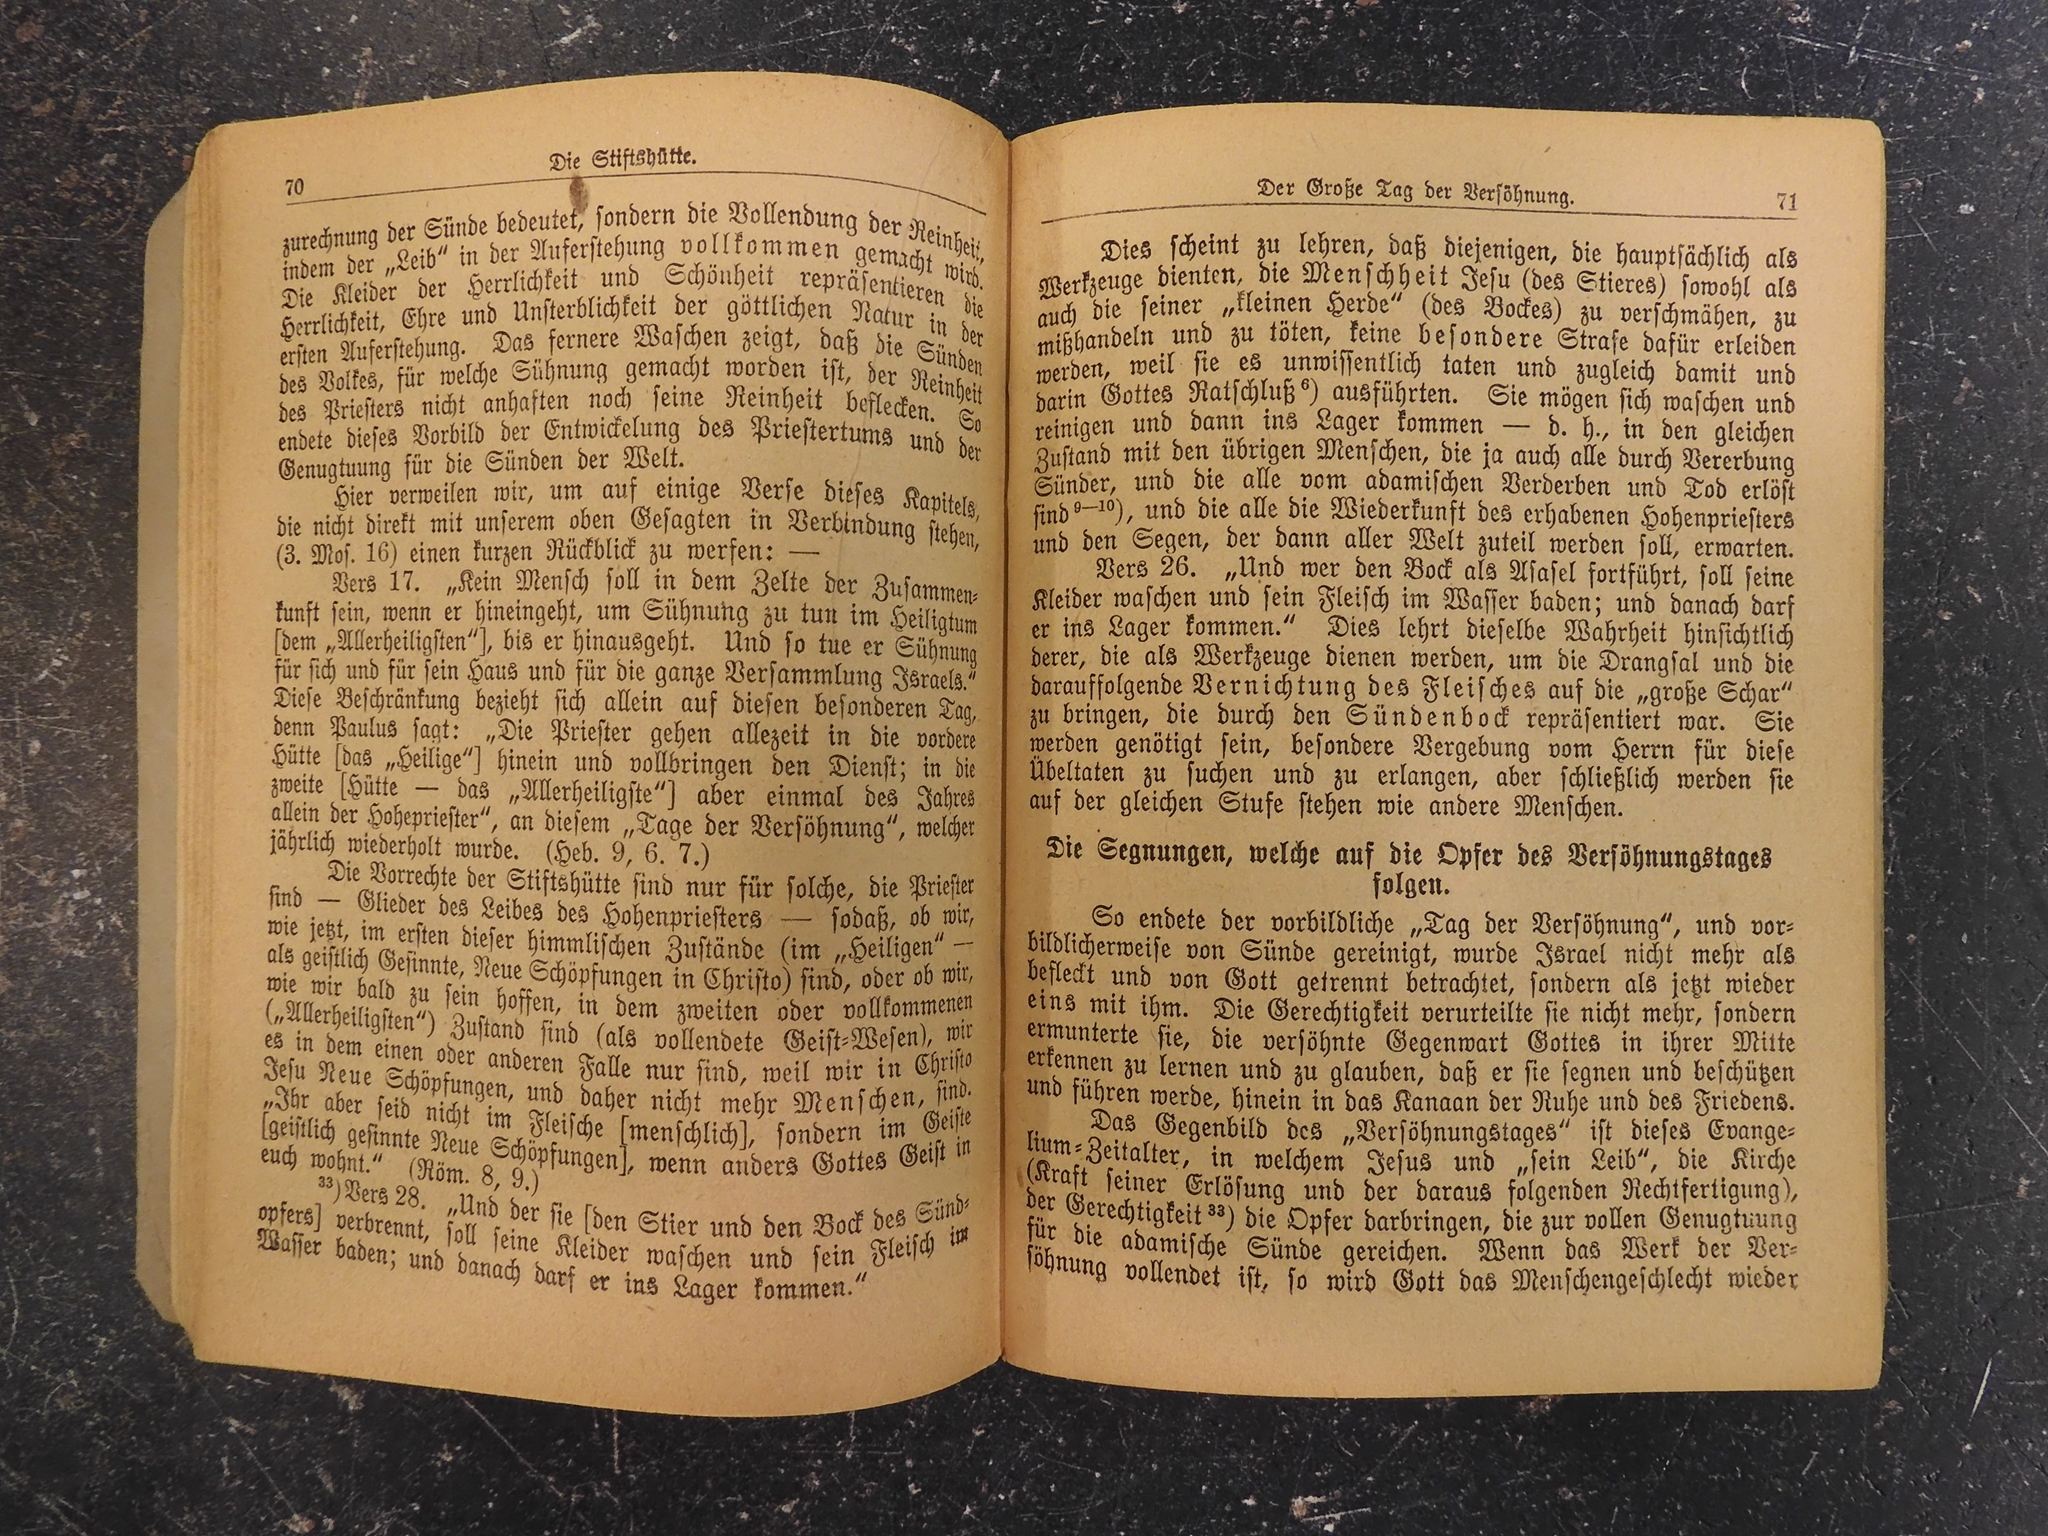 70
Die Stiftshütte.
zurechnung der Sünde bedeutet, sondern die Vollendung der Reinheit,
indem der „Leib“ in der Auferstehung vollkommen gemacht wird.
Die Kleider der Herrlichkeit und Schönheit repräsentieren die
Herrlichkeit, Ehre und Unsterblichkeit der göttlichen Natur in der
ersten Auferstehung. Das fernere Waschen zeigt, daß die Sünden
des Volkes, für welche Sühnung gemacht worden ist, der Reinheit
des Priesters nicht anhaften noch seine Reinheit beflecken. So
endete dieses Vorbild der Entwickelung des Priestertums und der
Genugtuung für die Sünden der Welt.
Hier verweilen wir, um auf einige Verse dieses Kapitels,
die nicht direkt mit unserem oben Gesagten in Verbindung stehen,
(3. Mos. 16) einen kurzen Rückblick zu werfen: —
Vers 17. „Kein Mensch soll in dem Zelte der Zusammen-
kunft sein, wenn er hineingeht, um Sühnung zu tun im Heiligtum
[dem „Allerheiligsten“], bis er hinausgeht. Und so tue er Sühnung
für sich und für sein Haus und für die ganze Versammlung Israels.“
Diese Beschränkung bezieht sich allein auf diesen besonderen Tag,
denn Paulus sagt: „Die Priester gehen allezeit in die vordere
Hütte [das „Heilige“] hinein und vollbringen den Dienst; in die
zweite [Hütte — das „Allerheiligste“] aber einmal des Jahres
allein der Hohepriester“, an diesem „Tage der Versöhnung“, welcher
jährlich wiederholt wurde. (Heb. 9, 6. 7.)
Die Vorrechte der Stiftshütte sind nur für solche, die Priester
sind — Glieder des Leibes des Hohenpriesters — sodaß, ob wir,
wie jetzt, im ersten dieser himmlischen Zustände (im „Heiligen“ —
als geistlich Gesinnte, Neue Schöpfungen in Christo) sind, oder ob wir,
wie wir bald zu sein hoffen, in dem zweiten oder vollkommenen
(„Allerheiligsten“) Zustand sind (als vollendete Geist-Wesen), wir
es in dem einen oder anderen Falle nur sind, weil wir in Christo
Jesu Neue Schöpfungen, und daher nicht mehr Menschen, sind.
„Ihr aber seid nicht im Fleische [menschlich], sondern im Geiste
[geistlich gesinnte Neue Schöpfungen], wenn anders Gottes Geist in
euch wohnt.“ (Röm. 8, 9.)
³³) Vers 28. „Und der sie [den Stier und den Bock des Sünd-
opfers] verbrennt, soll seine Kleider waschen und sein Fleisch im
Wasser baden; und danach darf er ins Lager kommen.“
Der Große Tag der Versöhnung.
71
Dies scheint zu lehren, daß diejenigen, die hauptsächlich als
Werkzeuge dienten, die Menschheit Jesu (des Stieres) sowohl als
auch die seiner „kleinen Herde“ (des Bockes) zu verschmähen, zu
mißhandeln und zu töten, keine besondere Strafe dafür erleiden
werden, weil sie es unwissentlich taten und zugleich damit und
darin Gottes Ratschluß⁶) ausführten. Sie mögen sich waschen und
reinigen und dann ins Lager kommen — d. h., in den gleichen
Zustand mit den übrigen Menschen, die ja auch alle durch Vererbung
Sünder, und die alle vom adamischen Verderben und Tod erlöst
sind⁹—¹⁰), und die alle die Wiederkunft des erhabenen Hohenpriesters
und den Segen, der dann aller Welt zuteil werden soll, erwarten.
Vers 26. „Und wer den Bock als Asasel fortführt, soll seine
Kleider waschen und sein Fleisch im Wasser baden; und danach darf
er ins Lager kommen.“ Dies lehrt dieselbe Wahrheit hinsichtlich
derer, die als Werkzeuge dienen werden, um die Drangsal und die
darauffolgende Vernichtung des Fleisches auf die „große Schar“
zu bringen, die durch den Sündenbock repräsentiert war. Sie
werden genötigt sein, besondere Vergebung vom Herrn für diese
Übeltaten zu suchen und zu erlangen, aber schließlich werden sie
auf der gleichen Stufe stehen wie andere Menschen.
Die Segnungen, welche auf die Opfer des Versöhnungstages
folgen.
So endete der vorbildliche „Tag der Versöhnung“, und vor-
bildlicherweise von Sünde gereinigt, wurde Israel nicht mehr als
befleckt und von Gott getrennt betrachtet, sondern als jetzt wieder
eins mit ihm. Die Gerechtigkeit verurteilte sie nicht mehr, sondern
ermunterte sie, die versöhnte Gegenwart Gottes in ihrer Mitte
erkennen zu lernen und zu glauben, daß er sie segnen und beschützen
und führen werde, hinein in das Kanaan der Ruhe und des Friedens.
Das Gegenbild des „Versöhnungstages“ ist dieses Evange-
lium-Zeitalter, in welchem Jesus und „sein Leib“, die Kirche
(Kraft seiner Erlösung und der daraus folgenden Rechtfertigung),
der Gerechtigkeit³³) die Opfer darbringen, die zur vollen Genugtuung
für die adamische Sünde gereichen. Wenn das Werk der Ver-
söhnung vollendet ist, so wird Gott das Menschengeschlecht wieder